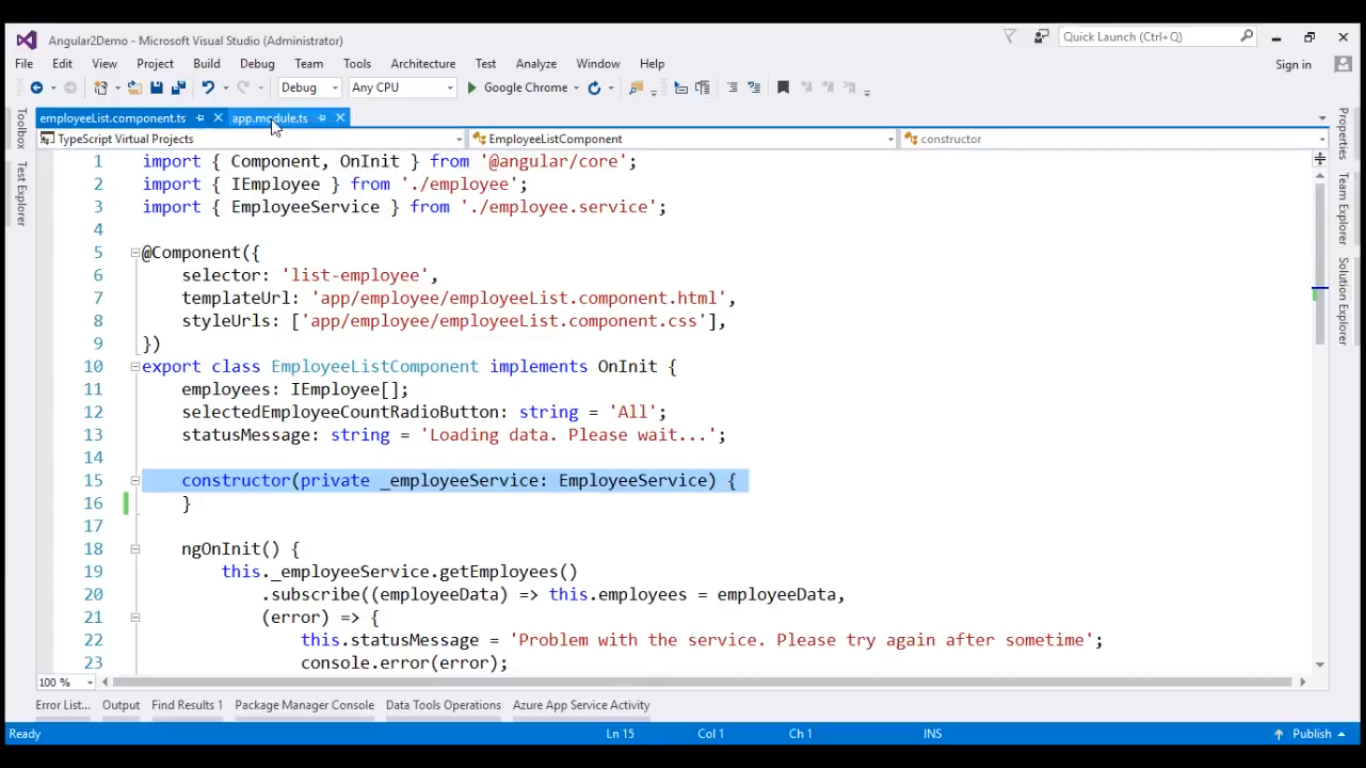 Angular2Demo - Microsoft Visual Studio (Administrator)
Quick Launch (Ctrl+Q)
File Edit View Project Build Debug Team Tools Architecture Test Analyze Window Help
Sign in
Debug Any CPU Google Chrome
employeeList.component.ts app.module.ts
TypeScript Virtual Projects EmployeeListComponent constructor
Toolbox
Test Explorer
Properties
Team Explorer
Solution Explorer
1 import { Component, OnInit } from '@angular/core';
2 import { IEmployee } from './employee';
3 import { EmployeeService } from './employee.service';
4
5 @Component({
6 selector: 'list-employee',
7 templateUrl: 'app/employee/employeeList.component.html',
8 styleUrls: ['app/employee/employeeList.component.css'],
9 })
10 export class EmployeeListComponent implements OnInit {
11 employees: IEmployee[];
12 selectedEmployeeCountRadioButton: string = 'All';
13 statusMessage: string = 'Loading data. Please wait...';
14
15 constructor(private _employeeService: EmployeeService) {
16 }
17
18 ngOnInit() {
19 this._employeeService.getEmployees()
20 .subscribe((employeeData) => this.employees = employeeData,
21 (error) => {
22 this.statusMessage = 'Problem with the service. Please try again after sometime';
23 console.error(error);
100 %
Error List... Output Find Results 1 Package Manager Console Data Tools Operations Azure App Service Activity
Ready Ln 15 Col 1 Ch 1 INS Publish